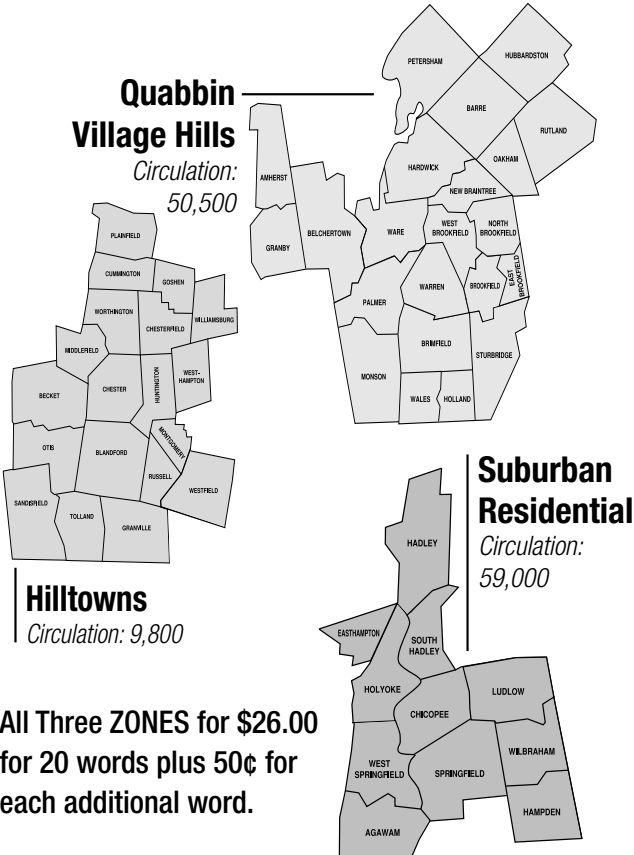 Quabbin
Village Hills
Circulation:
50,500
PETERSHAM
HUBBARDSTON
BARRE
RUTLAND
HARDWICK
OAKHAM
NEW BRAINTREE
AMHERST
GRANBY
BELCHERTOWN
WARE
WEST
BROOKFIELD
NORTH
BROOKFIELD
EAST
BROOKFIELD
BROOKFIELD
WARREN
PALMER
BRIMFIELD
STURBRIDGE
MONSON
WALES
HOLLAND
PLAINFIELD
CUMMINGTON
GOSHEN
WORTHINGTON
CHESTERFIELD
WILLIAMSBURG
MIDDLEFIELD
BECKET
CHESTER
HUNTINGTON
WEST-
HAMPTON
MONTGOMERY
OTIS
BLANDFORD
RUSSELL
WESTFIELD
SANDISFIELD
TOLLAND
GRANVILLE
Hilltowns
Circulation: 9,800
Suburban
Residential
Circulation:
59,000
HADLEY
EASTHAMPTON
SOUTH
HADLEY
HOLYOKE
CHICOPEE
LUDLOW
WEST
SPRINGFIELD
SPRINGFIELD
WILBRAHAM
HAMPDEN
AGAWAM
All Three ZONES for $26.00
for 20 words plus 50¢ for
each additional word.